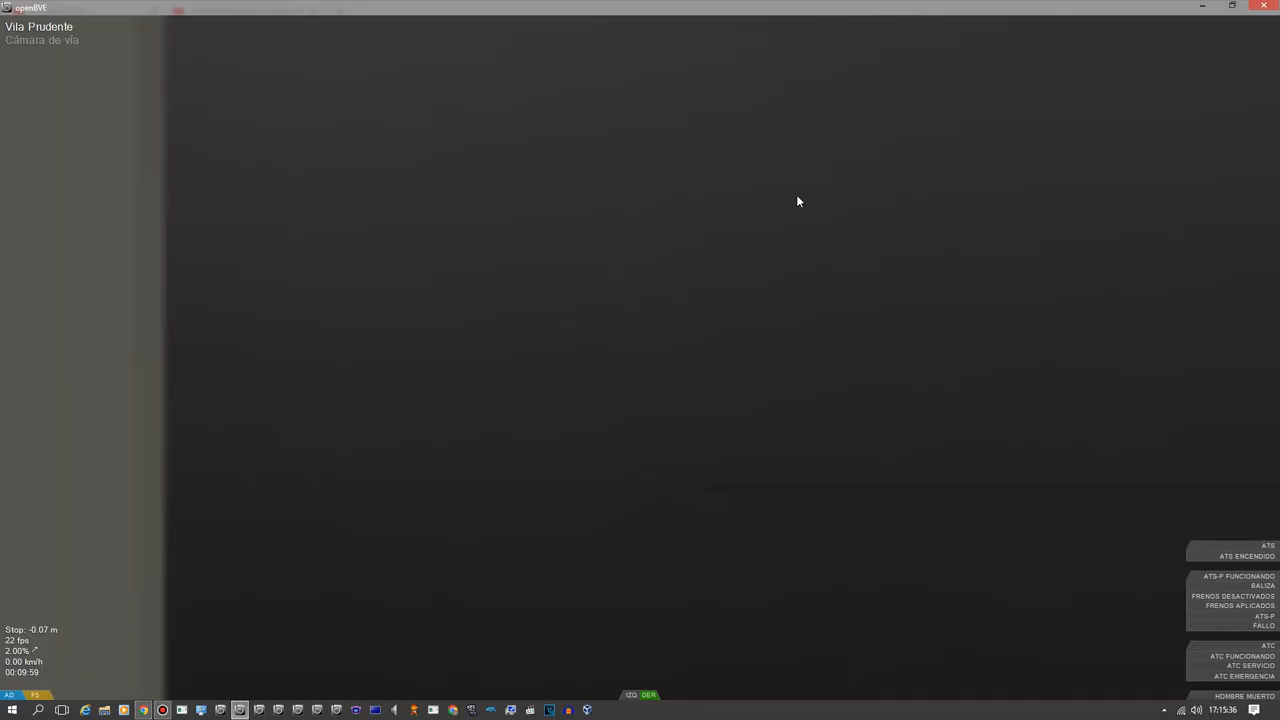 openBVE
Vila Prudente
Cámara de vía
ATS
ATS ENCENDIDO
ATS-P FUNCIONANDO
BALIZA
FRENOS DESACTIVADOS
FRENOS APLICADOS
ATS-P
FALLO
Stop: -0.07 m
22 fps
2.00%
0.00 km/h
00:09:59
ATC
ATC FUNCIONANDO
ATC SERVICIO
ATC EMERGENCIA
AD F5
IZQ DER
HOMBRE MUERTO
17:15:36